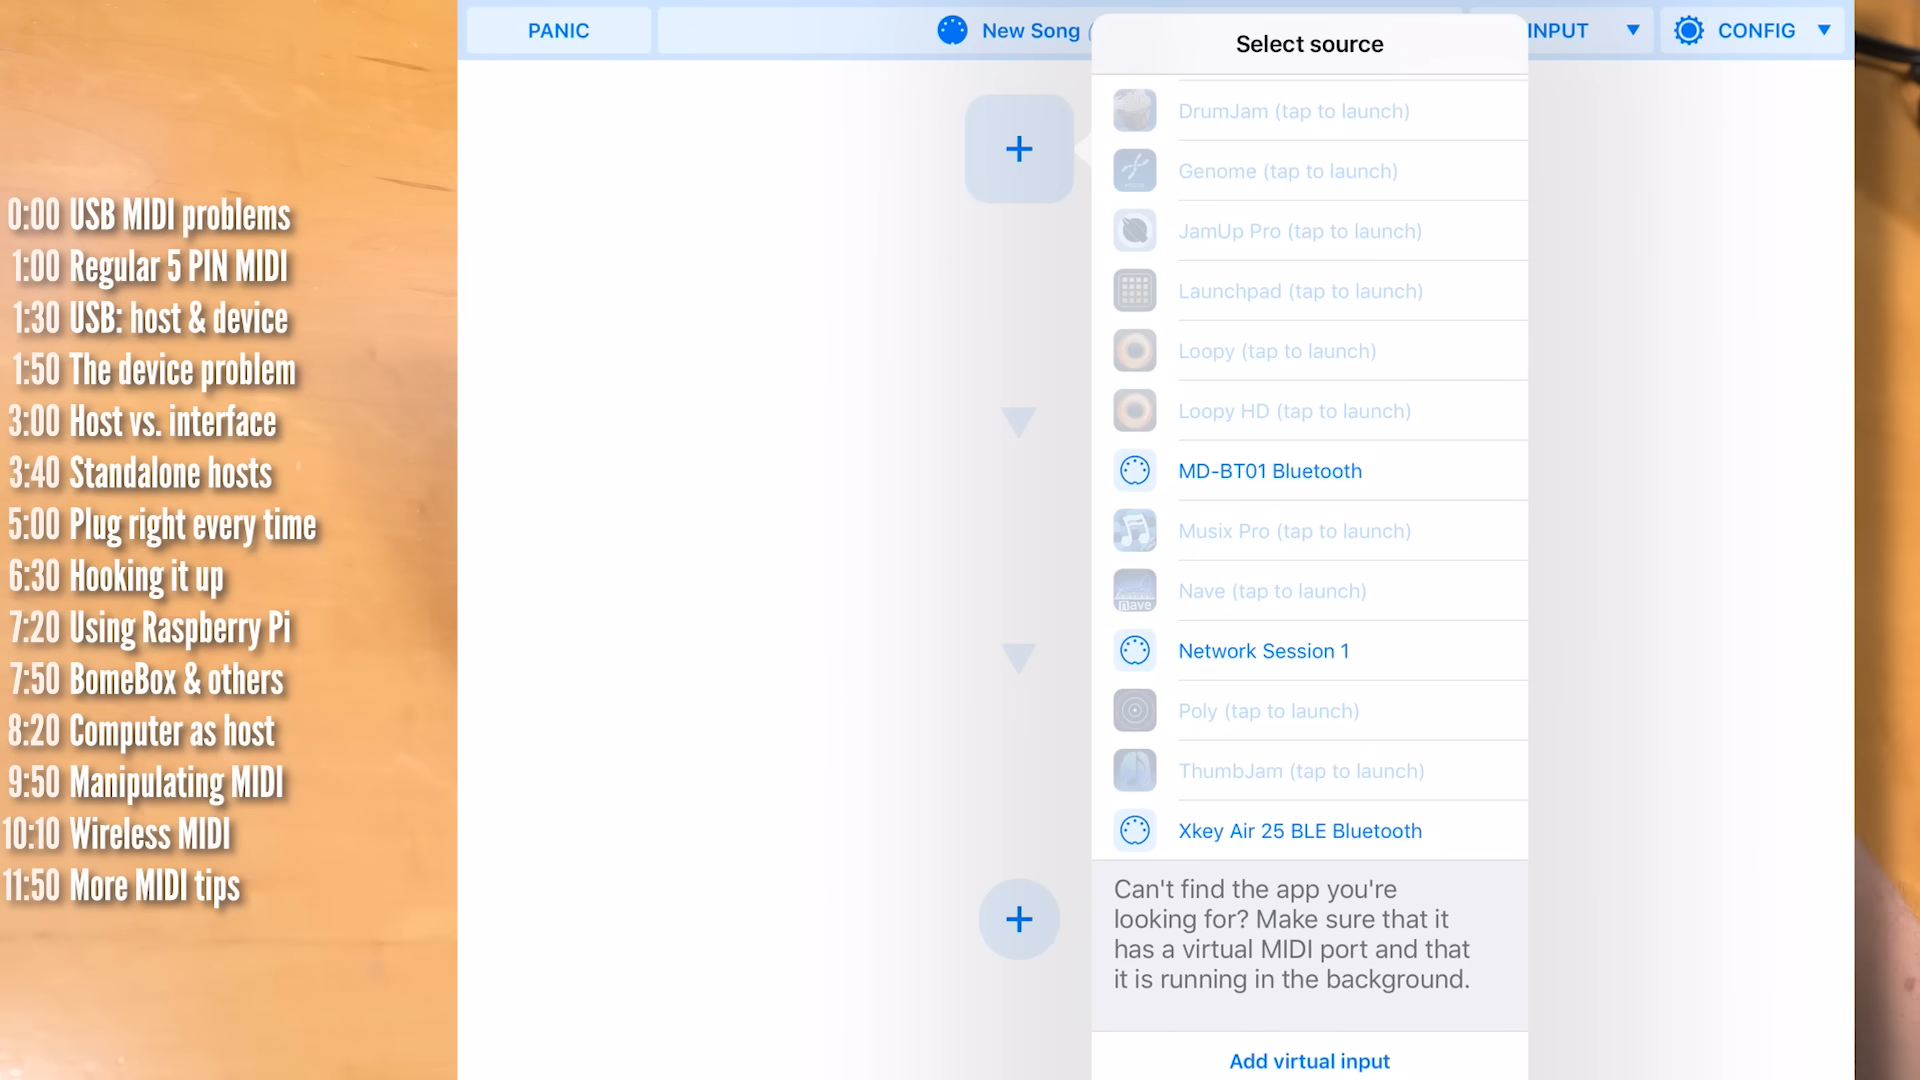 PANIC
New Song
INPUT
CONFIG
Select source
DrumJam (tap to launch)
Genome (tap to launch)
JamUp Pro (tap to launch)
Launchpad (tap to launch)
Loopy (tap to launch)
Loopy HD (tap to launch)
MD-BT01 Bluetooth
Musix Pro (tap to launch)
nave
Nave (tap to launch)
Network Session 1
Poly (tap to launch)
ThumbJam (tap to launch)
Xkey Air 25 BLE Bluetooth
Can't find the app you're
looking for? Make sure that it
has a virtual MIDI port and that
it is running in the background.
Add virtual input
0:00 USB MIDI problems
1:00 Regular 5 PIN MIDI
1:30 USB: host & device
1:50 The device problem
3:00 Host vs. interface
3:40 Standalone hosts
5:00 Plug right every time
6:30 Hooking it up
7:20 Using Raspberry Pi
7:50 BomeBox & others
8:20 Computer as host
9:50 Manipulating MIDI
10:10 Wireless MIDI
11:50 More MIDI tips